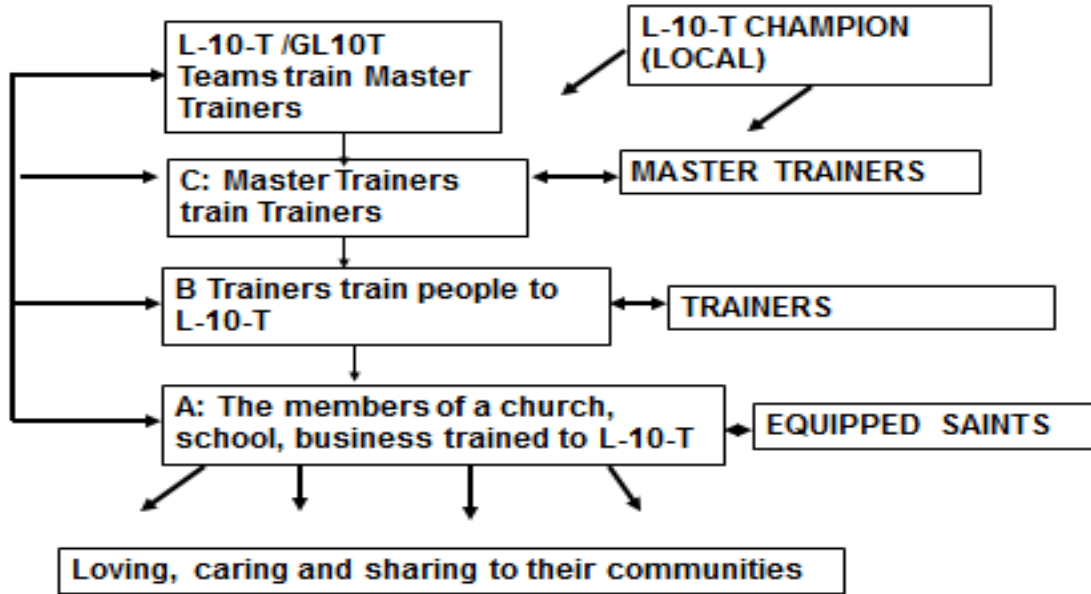 L-10-T /GL10T
Teams train Master
Trainers
L-10-T CHAMPION
(LOCAL)
C: Master Trainers
train Trainers
MASTER TRAINERS
B Trainers train people to
L-10-T
TRAINERS
A: The members of a church,
school, business trained to L-10-T
EQUIPPED SAINTS
Loving, caring and sharing to their communities